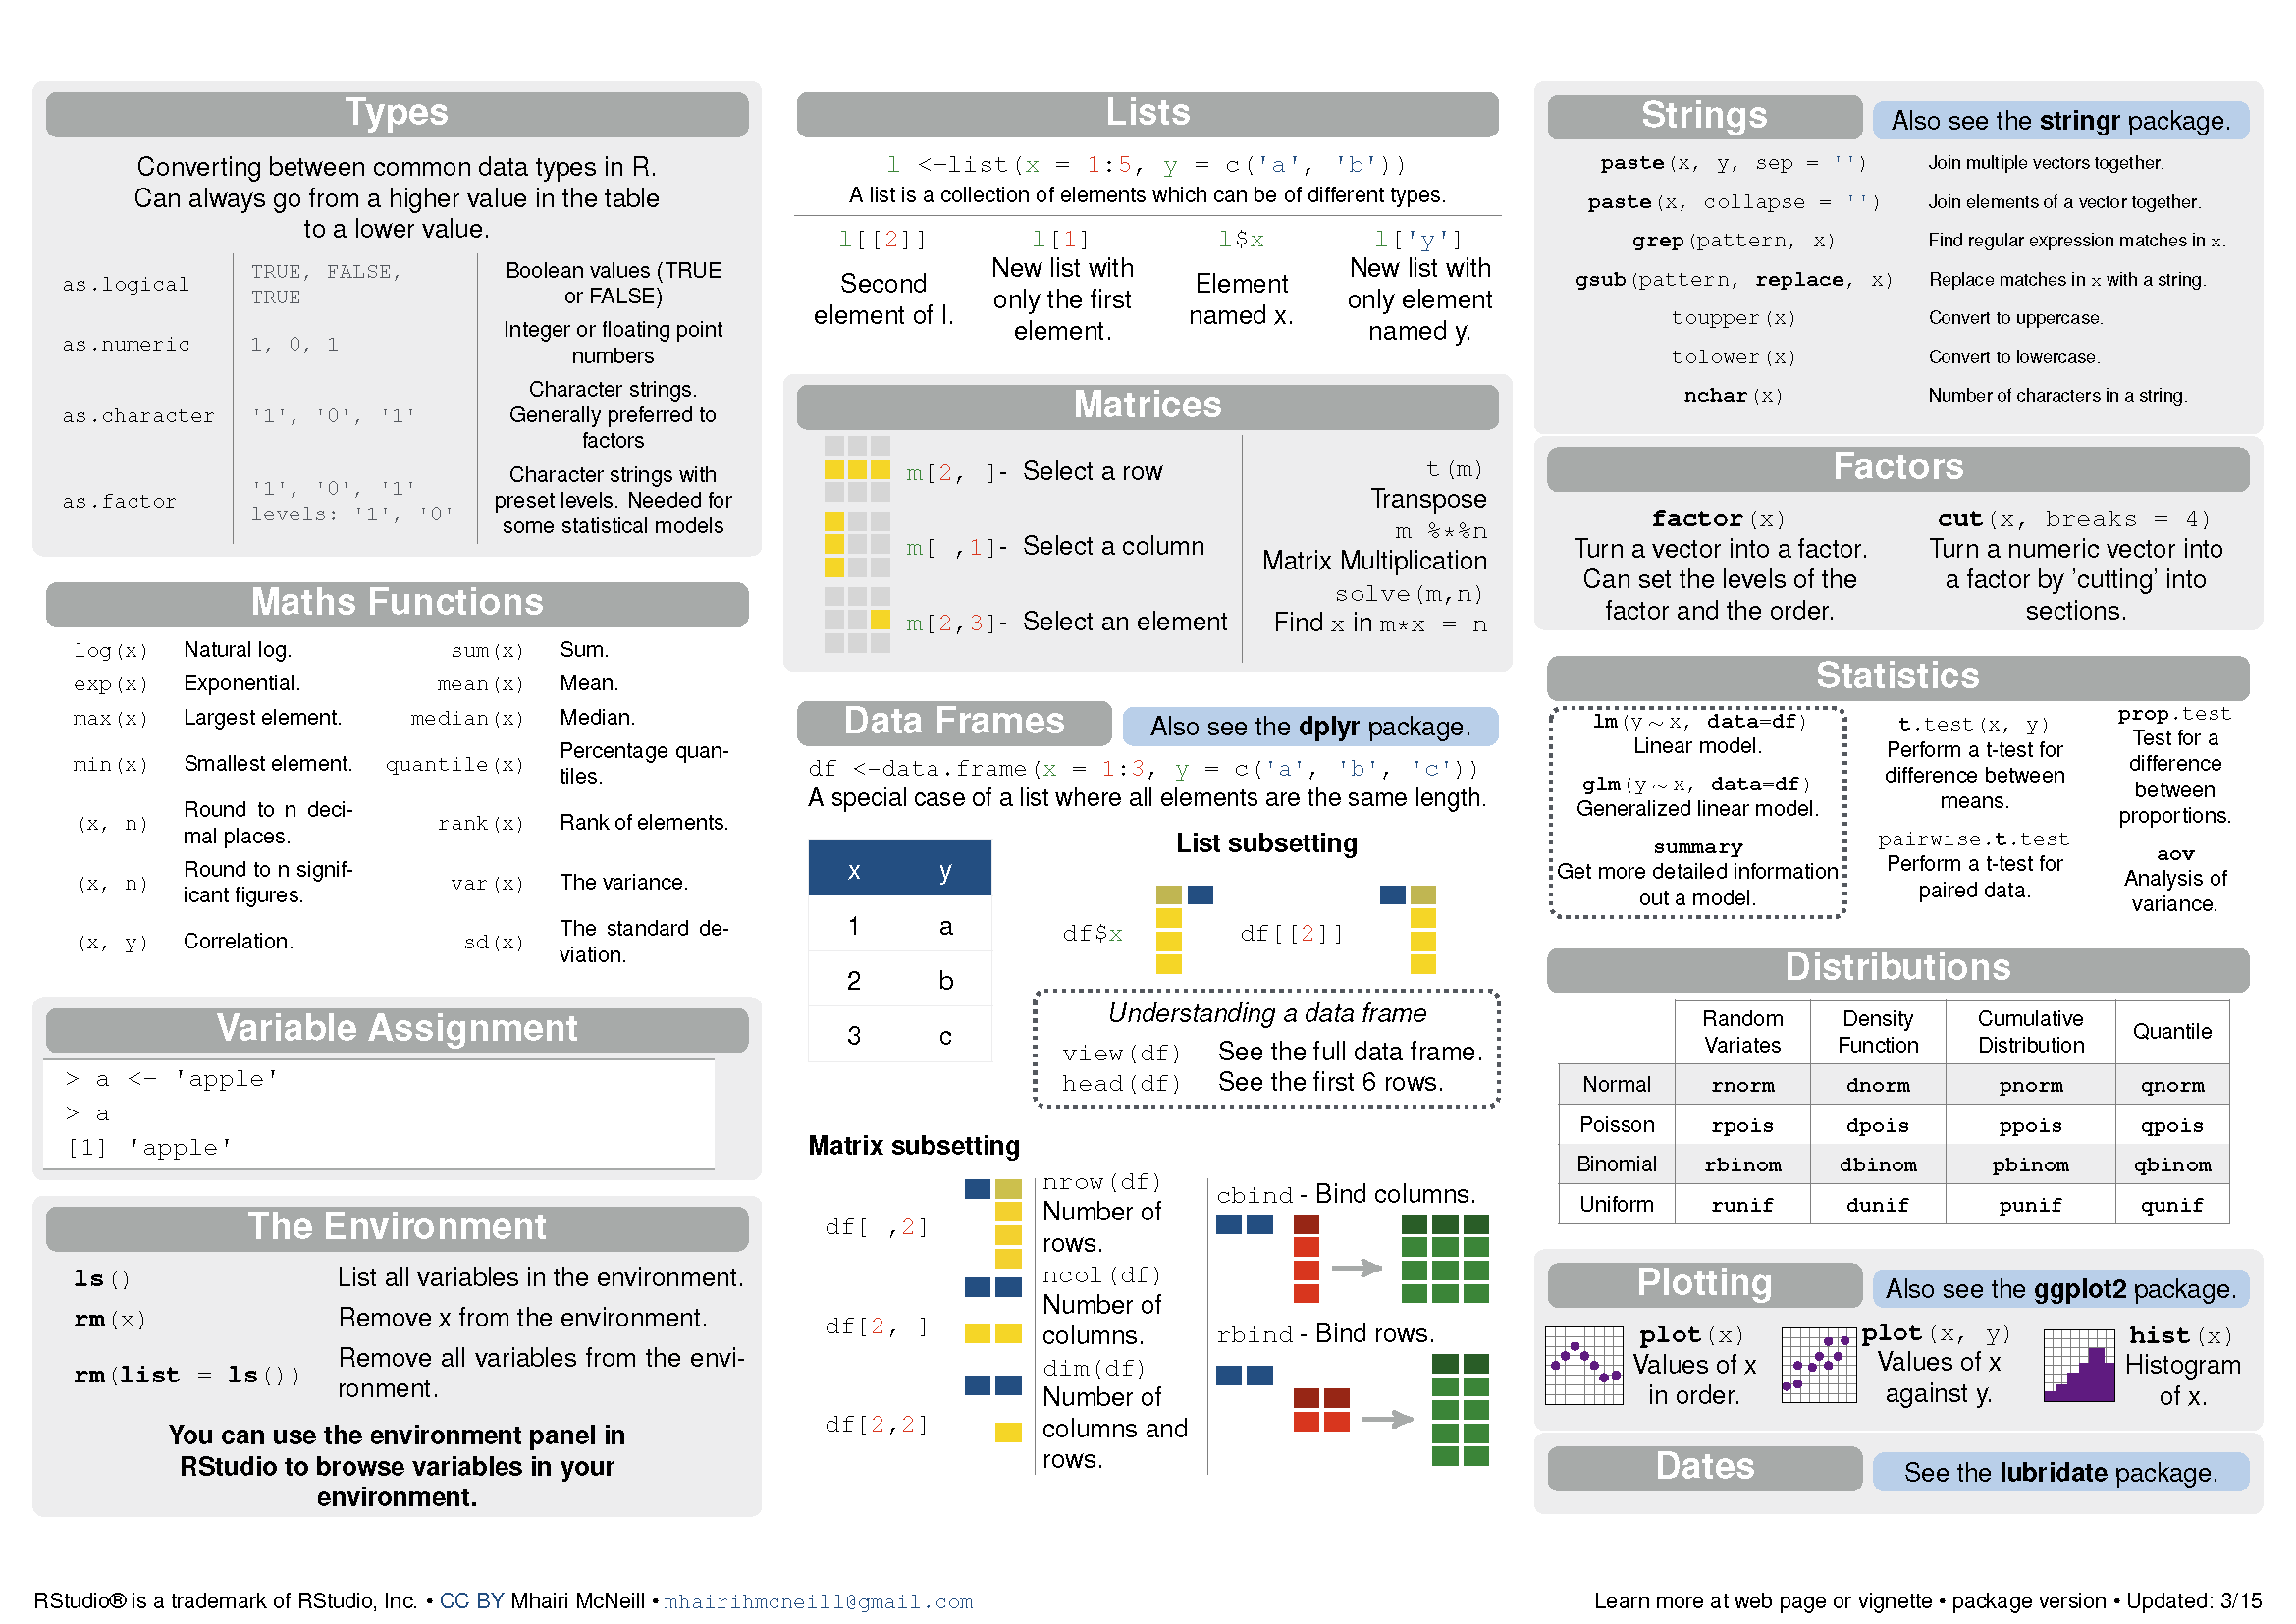 Types
Converting between common data types in R.
Can always go from a higher value in the table
to a lower value.
as.logical
TRUE, FALSE,
TRUE
Boolean values (TRUE
or FALSE)
as.numeric
1, 0, 1
Integer or floating point
numbers
as.character
'1', '0', '1'
Character strings.
Generally preferred to
factors
as.factor
'1', '0', '1'
levels: '1', '0'
Character strings with
preset levels. Needed for
some statistical models
Maths Functions
log(x) Natural log. sum(x) Sum.
exp(x) Exponential. mean(x) Mean.
max(x) Largest element. median(x) Median.
min(x) Smallest element. quantile(x) Percentage quan-
tiles.
(x, n) Round to n deci-
mal places.
rank(x) Rank of elements.
(x, n) Round to n signif-
icant figures.
var(x) The variance.
(x, y) Correlation. sd(x) The standard de-
viation.
Variable Assignment
> a <- 'apple'
> a
[1] 'apple'
The Environment
ls() List all variables in the environment.
rm(x) Remove x from the environment.
rm(list = ls()) Remove all variables from the envi-
ronment.
You can use the environment panel in
RStudio to browse variables in your
environment.
Lists
l <-list(x = 1:5, y = c('a', 'b'))
A list is a collection of elements which can be of different types.
l[[2]]
Second
element of l.
l[1]
New list with
only the first
element.
l$x
Element
named x.
l['y']
New list with
only element
named y.
Matrices
m[2, ]- Select a row
m[ ,1]- Select a column
m[2,3]- Select an element
t(m)
Transpose
m %*%n
Matrix Multiplication
solve(m,n)
Find x in m*x = n
Data Frames
Also see the dplyr package.
df <-data.frame(x = 1:3, y = c('a', 'b', 'c'))
A special case of a list where all elements are the same length.
x y
1 a
2 b
3 c
List subsetting
df$x
df[[2]]
Understanding a data frame
view(df) See the full data frame.
head(df) See the first 6 rows.
Matrix subsetting
df[ ,2]
df[2, ]
df[2,2]
nrow(df)
Number of
rows.
ncol(df)
Number of
columns.
dim(df)
Number of
columns and
rows.
cbind - Bind columns.
rbind - Bind rows.
Strings
Also see the stringr package.
paste(x, y, sep = '') Join multiple vectors together.
paste(x, collapse = '') Join elements of a vector together.
grep(pattern, x) Find regular expression matches in x.
gsub(pattern, replace, x) Replace matches in x with a string.
toupper(x) Convert to uppercase.
tolower(x) Convert to lowercase.
nchar(x) Number of characters in a string.
Factors
factor(x)
Turn a vector into a factor.
Can set the levels of the
factor and the order.
cut(x, breaks = 4)
Turn a numeric vector into
a factor by 'cutting' into
sections.
Statistics
lm(y ~ x, data=df)
Linear model.
glm(y ~ x, data=df)
Generalized linear model.
summary
Get more detailed information
out a model.
t.test(x, y)
Perform a t-test for
difference between
means.
pairwise.t.test
Perform a t-test for
paired data.
prop.test
Test for a
difference
between
proportions.
aov
Analysis of
variance.
Distributions
Random
Variates
Density
Function
Cumulative
Distribution
Quantile
Normal rnorm dnorm pnorm qnorm
Poisson rpois dpois ppois qpois
Binomial rbinom dbinom pbinom qbinom
Uniform runif dunif punif qunif
Plotting
Also see the ggplot2 package.
plot(x)
Values of x
in order.
plot(x, y)
Values of x
against y.
hist(x)
Histogram
of x.
Dates
See the lubridate package.
RStudio® is a trademark of RStudio, Inc. • CC BY Mhairi McNeill • mhairihmcneill@gmail.com
Learn more at web page or vignette • package version • Updated: 3/15